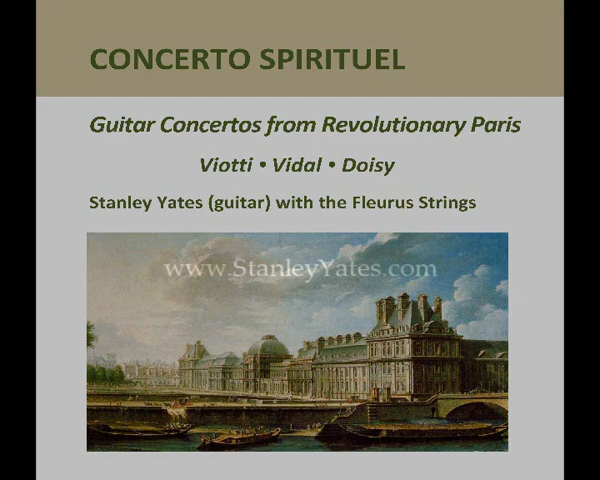 CONCERTO SPIRITUEL
Guitar Concertos from Revolutionary Paris
Viotti • Vidal • Doisy
Stanley Yates (guitar) with the Fleurus Strings
www.StanleyYates.com